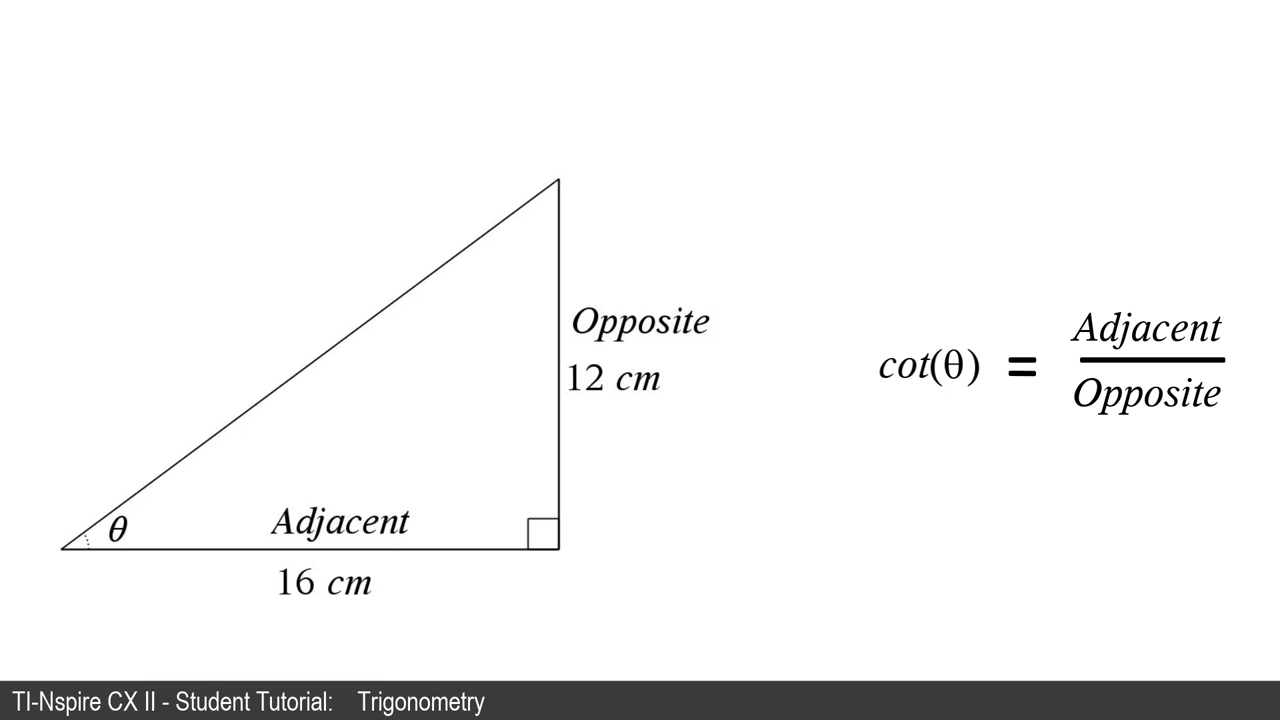 Opposite
12 cm
θ
Adjacent
16 cm
cot(θ) = Adjacent
Opposite
TI-Nspire CX II - Student Tutorial: Trigonometry